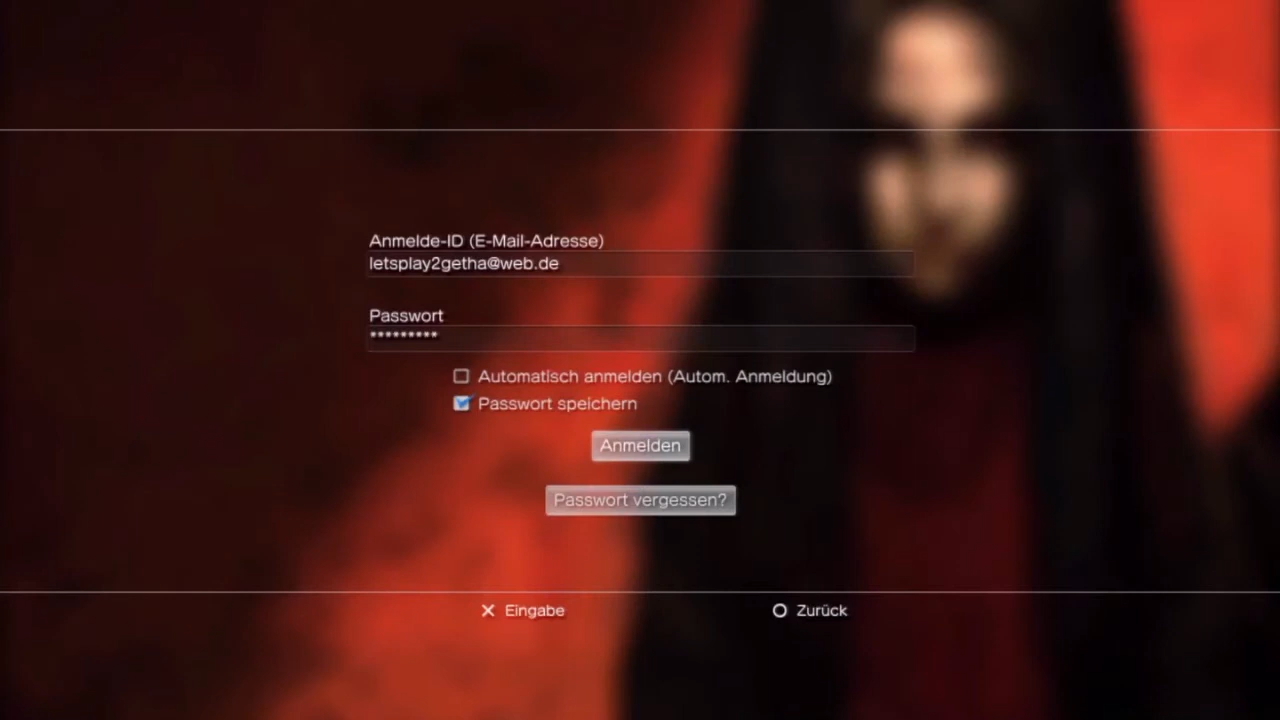 Anmelde-ID (E-Mail-Adresse)
letsplay2getha@web.de
Passwort
*********
Automatisch anmelden (Autom. Anmeldung)
Passwort speichern
Anmelden
Passwort vergessen?
Eingabe
Zurück